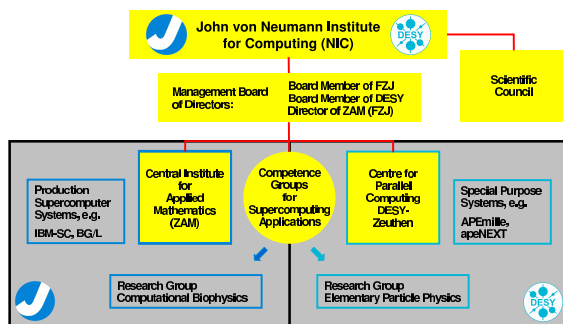 John von Neumann Institute
for Computing (NIC)
DESY
Scientific
Council
Management Board
of Directors:
Board Member of FZJ
Board Member of DESY
Director of ZAM (FZJ)
Production
Supercomputer
Systems, e.g.
IBM-SC, BG/L
Central Institute
for
Applied
Mathematics
(ZAM)
Competence
Groups
for
Supercomputing
Applications
Centre for
Parallel
Computing
DESY-
Zeuthen
Special Purpose
Systems, e.g.
APEmille,
apeNEXT
Research Group
Computational Biophysics
Research Group
Elementary Particle Physics
DESY